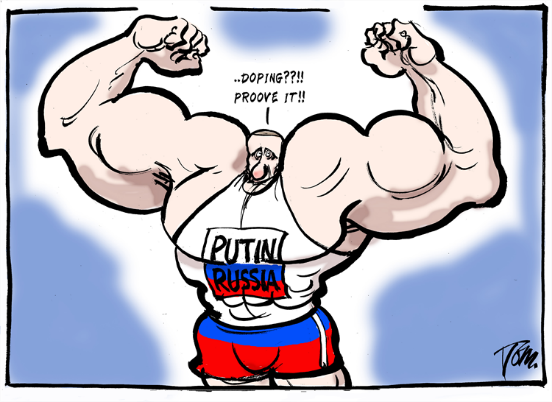 ..DOPING??!!
PROOVE IT!!
PUTIN
RUSSIA
TOM.